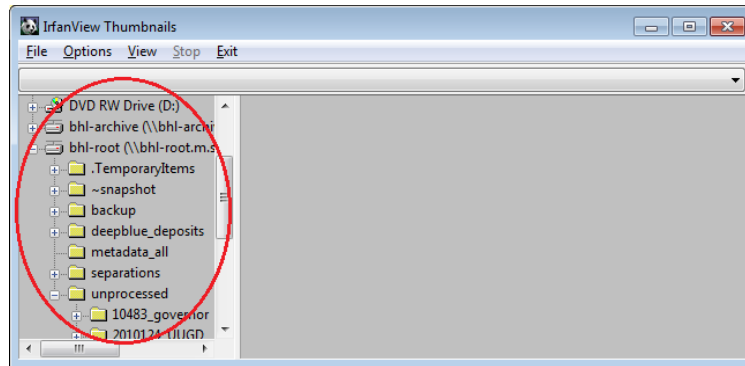 IrfanView Thumbnails
File Options View Stop Exit
DVD RW Drive (D:)
bhl-archive (\\bhl-archi
bhl-root (\\bhl-root.m.s
.TemporaryItems
~snapshot
backup
deepblue_deposits
metadata_all
separations
unprocessed
10483_governor
2010124_UUGD